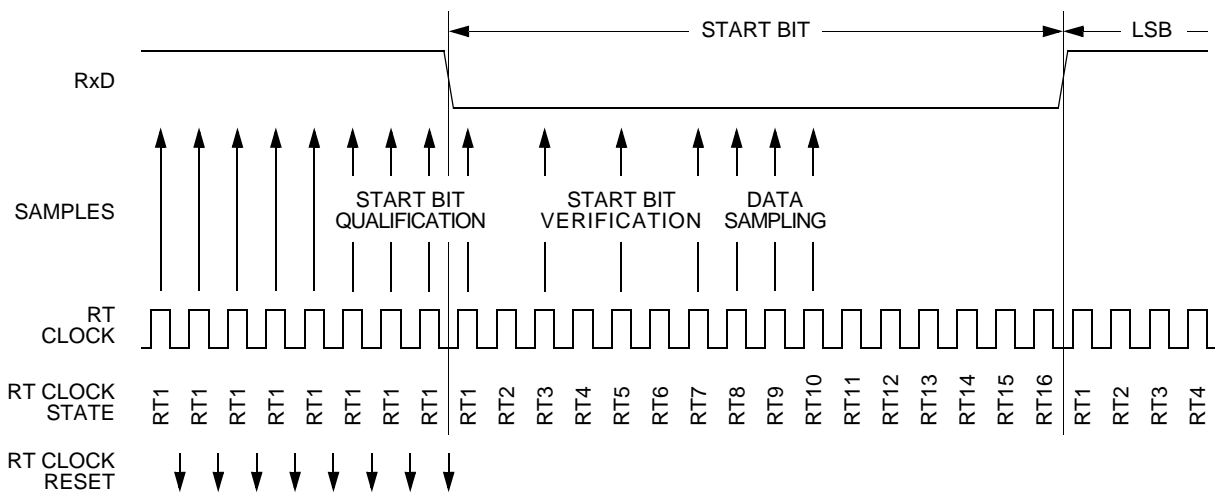 START BIT
LSB
RxD
SAMPLES
START BIT
QUALIFICATION
START BIT
VERIFICATION
DATA
SAMPLING
RT
CLOCK
RT CLOCK
STATE
RT1 RT1 RT1 RT1 RT1 RT1 RT1 RT1 RT1 RT2 RT3 RT4 RT5 RT6 RT7 RT8 RT9 RT10 RT11 RT12 RT13 RT14 RT15 RT16 RT1 RT2 RT3 RT4
RT CLOCK
RESET